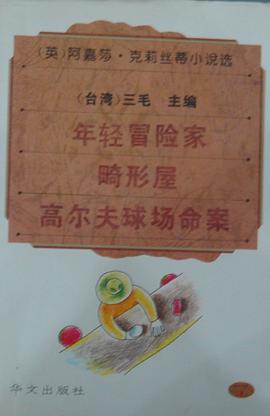 (英)阿嘉莎·克莉丝蒂小说选
(台湾)三毛 主编
年轻冒险家
畸形屋
高尔夫球场命案
华文出版社